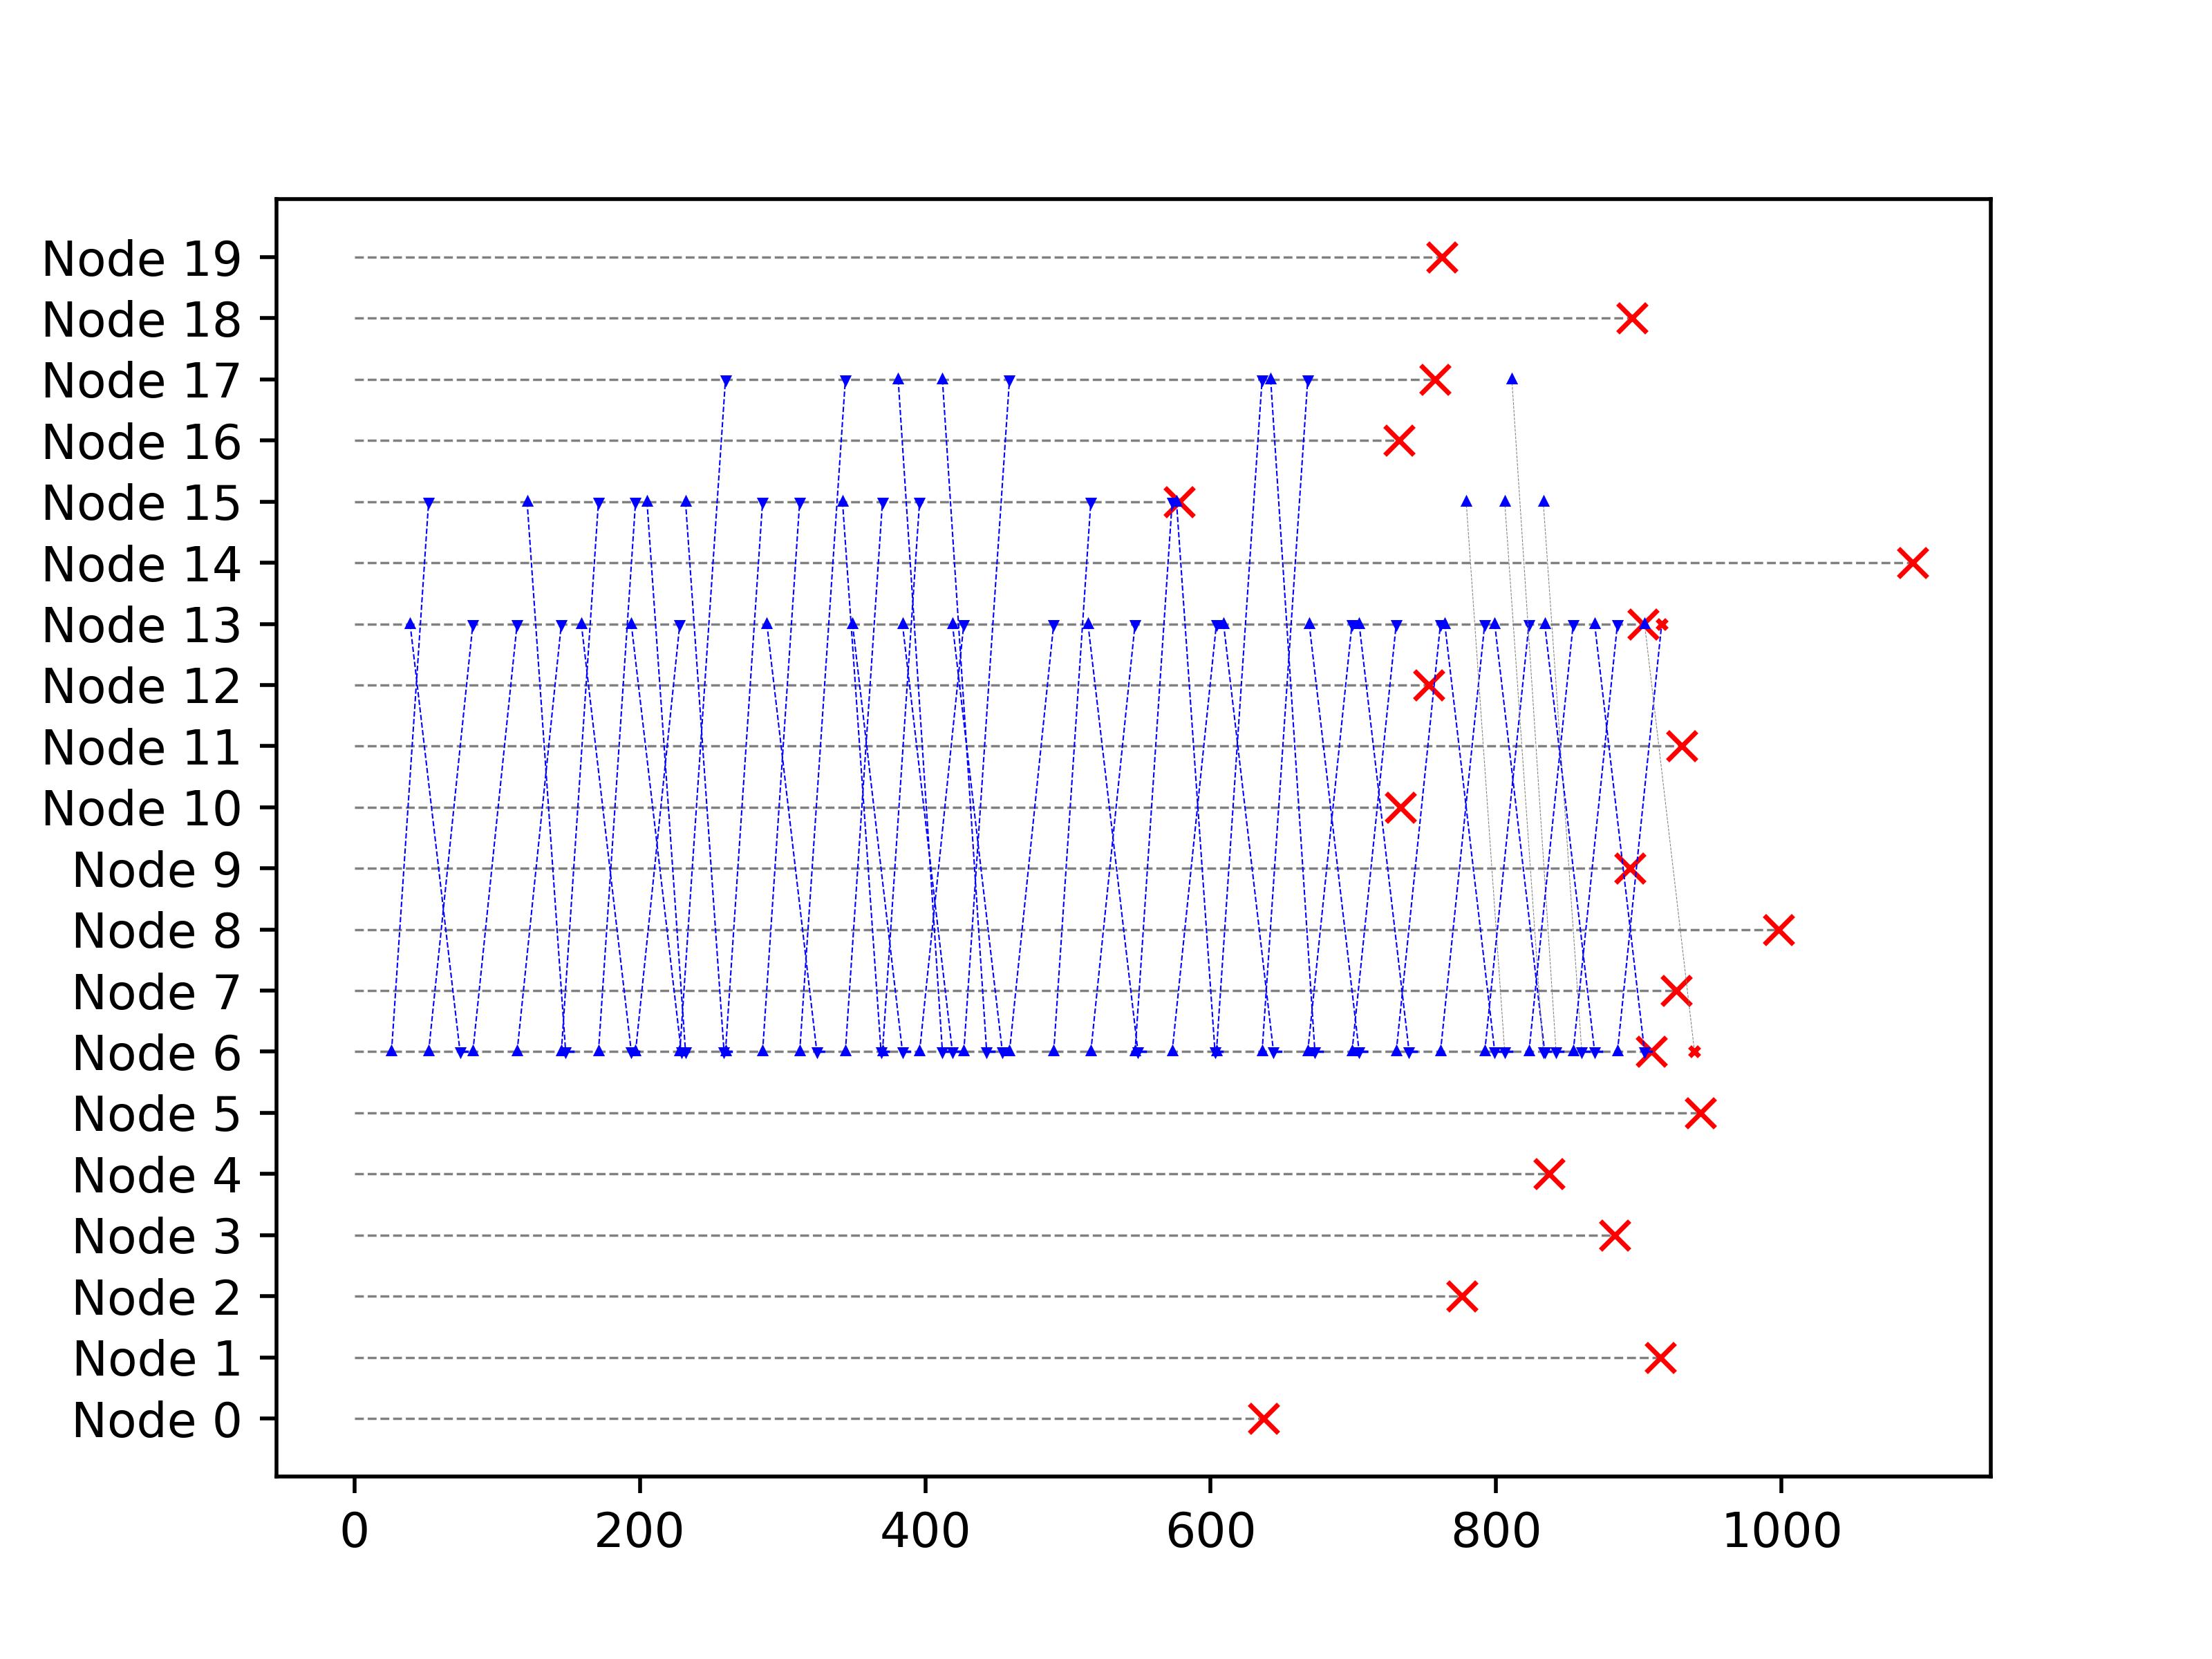 Node 19
Node 18
Node 17
Node 16
Node 15
Node 14
Node 13
Node 12
Node 11
Node 10
Node 9
Node 8
Node 7
Node 6
Node 5
Node 4
Node 3
Node 2
Node 1
Node 0
0 200 400 600 800 1000